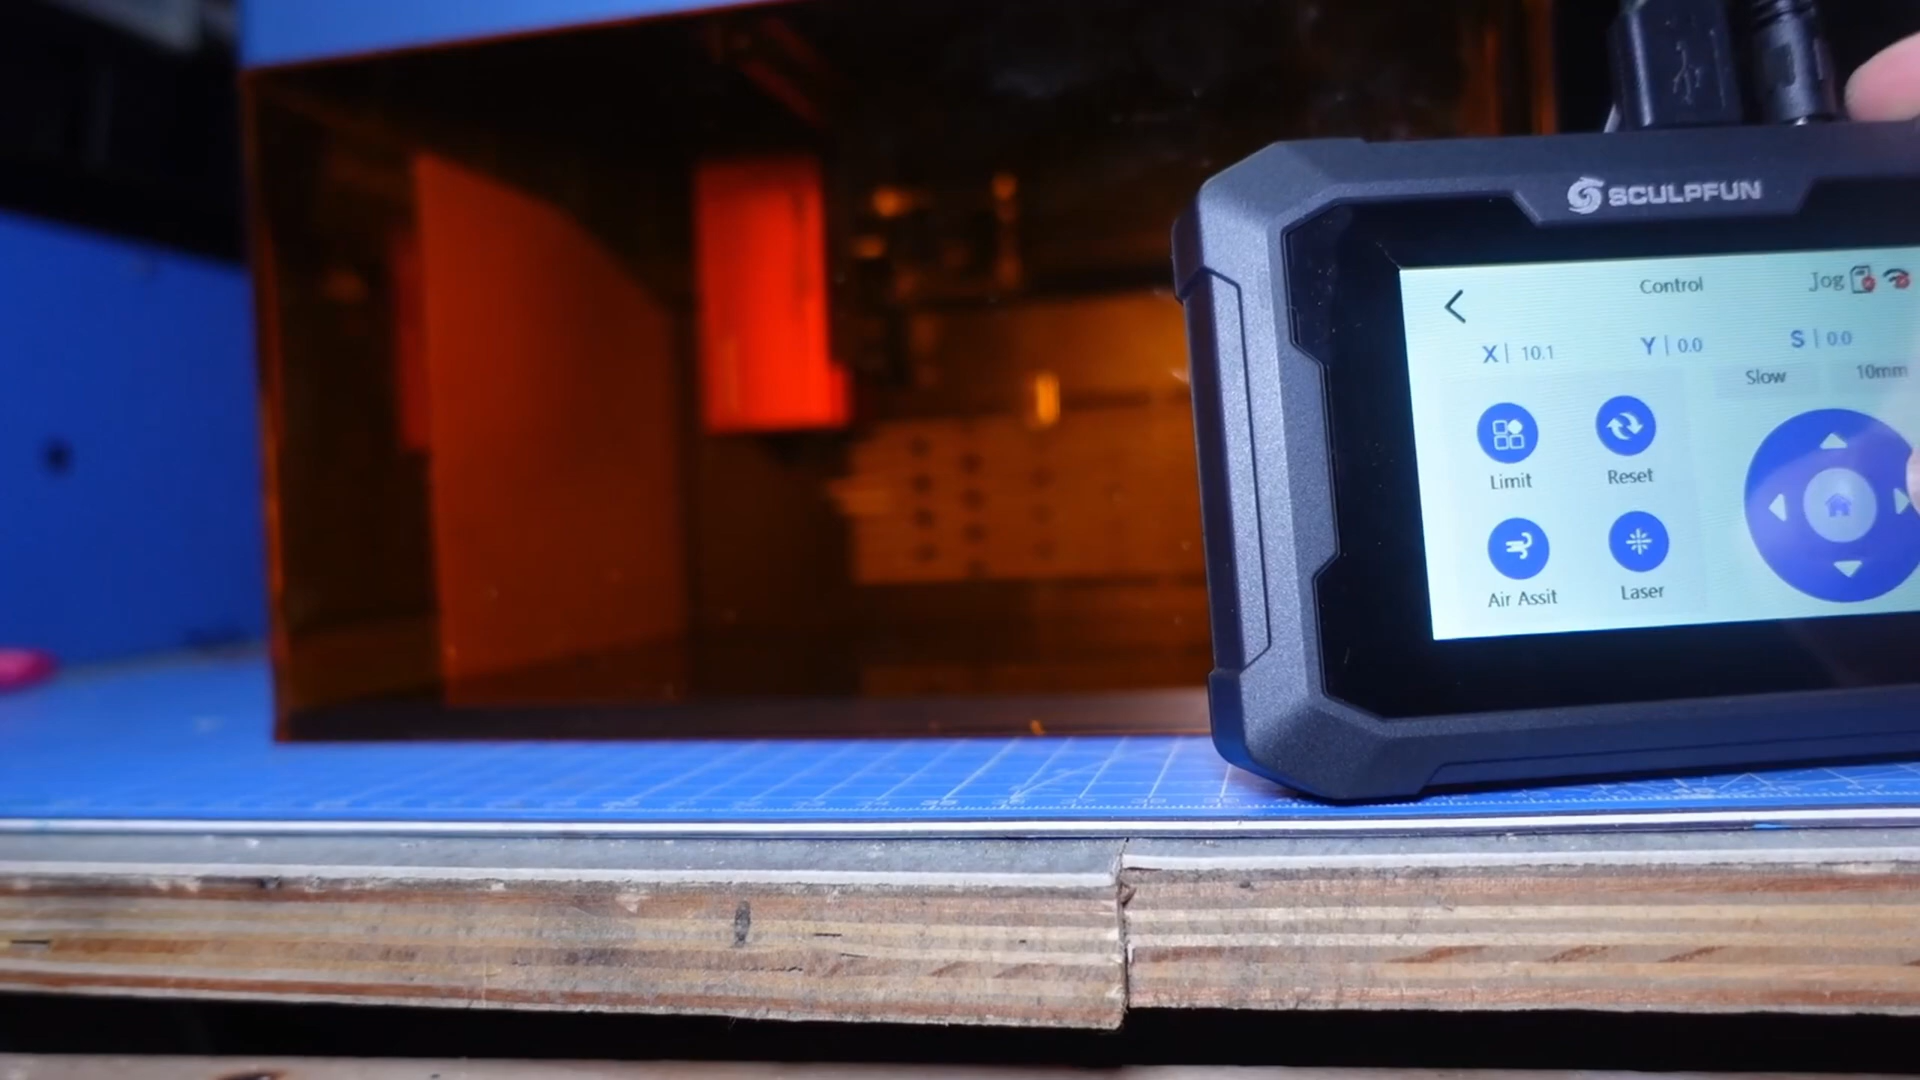 SCULPFUN
Control
Jog
X | 10.1
Y | 0.0
S | 0.0
Slow
10mm
Limit
Reset
Air Assit
Laser